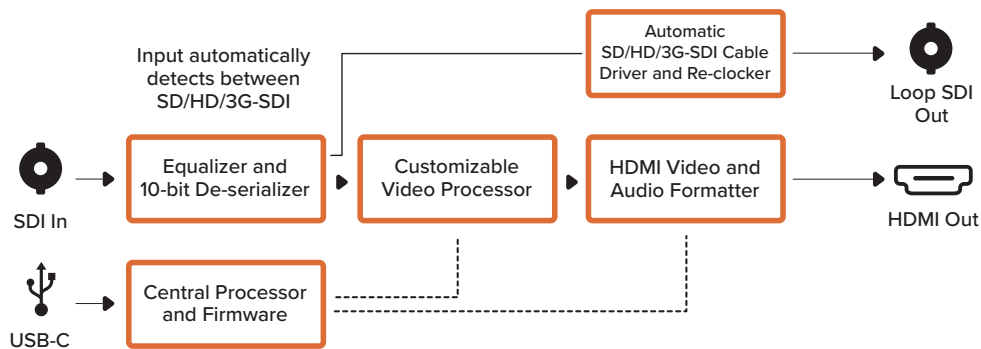 Input automatically
detects between
SD/HD/3G-SDI
Automatic
SD/HD/3G-SDI Cable
Driver and Re-clocker
Loop SDI
Out
SDI In
Equalizer and
10-bit De-serializer
Customizable
Video Processor
HDMI Video and
Audio Formatter
HDMI Out
USB-C
Central Processor
and Firmware